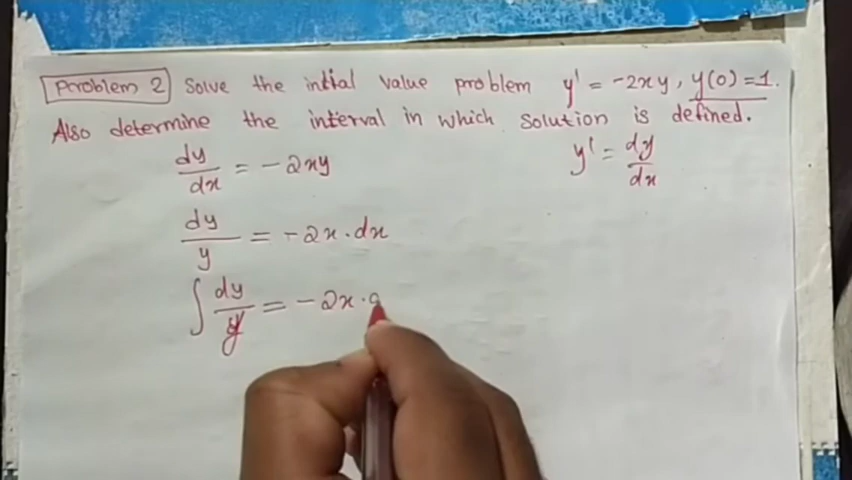 Problem 2 Solve the intial value problem y' = -2xy, y(0) = 1.
Also determine the interval in which solution is defined.
dy/dx = -2xy
y' = dy/dx
dy/y = -2x·dx
∫ dy/y = -2x·